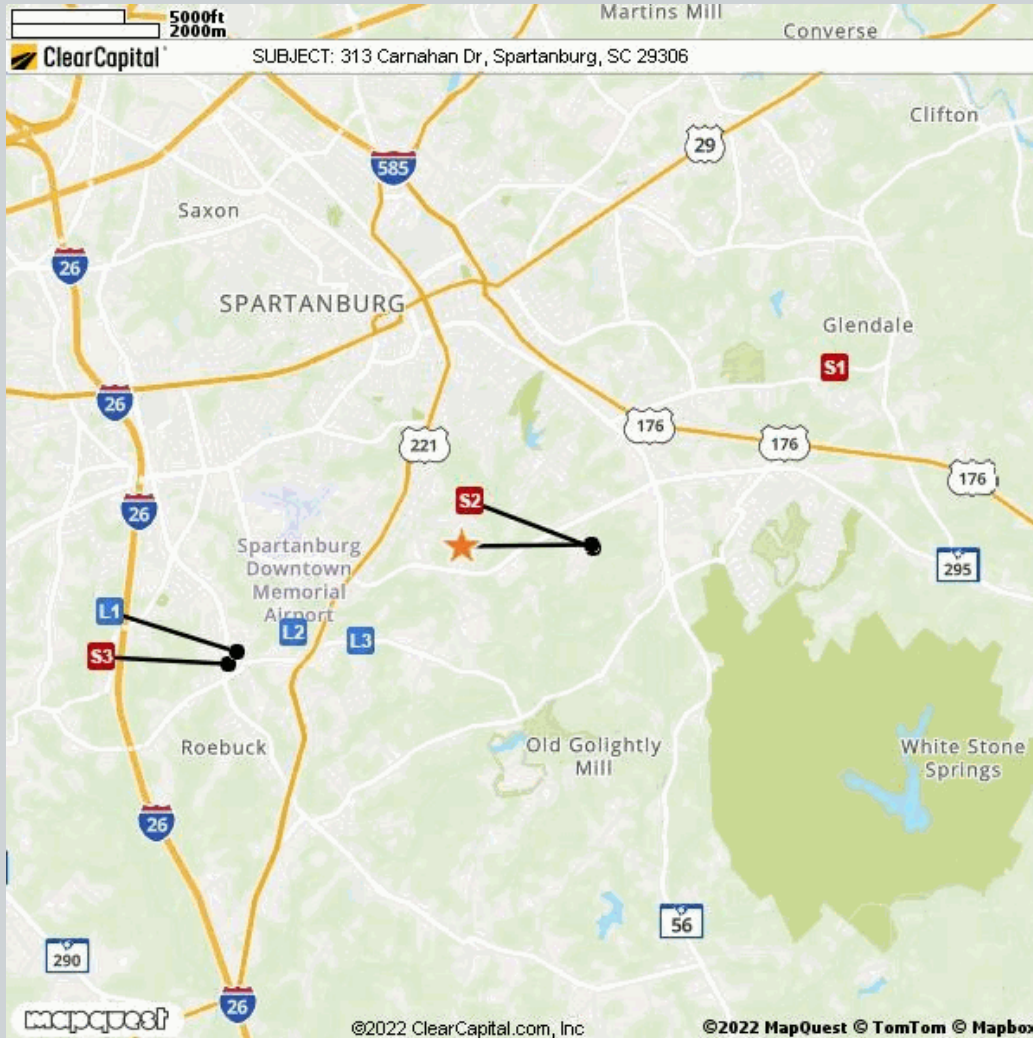 5000ft
2000m
Martins Mill
Converse
ClearCapital
SUBJECT: 313 Carnahan Dr, Spartanburg, SC 29306
Clifton
29
585
Saxon
26
SPARTANBURG
Glendale
S1
26
176
221
176
176
S2
26
Spartanburg
Downtown
Memorial
Airport
295
L1
L2
L3
S3
Roebuck
Old Golightly
Mill
White Stone
Springs
26
56
290
26
mapquest
©2022 ClearCapital.com, Inc
©2022 MapQuest © TomTom © Mapbox